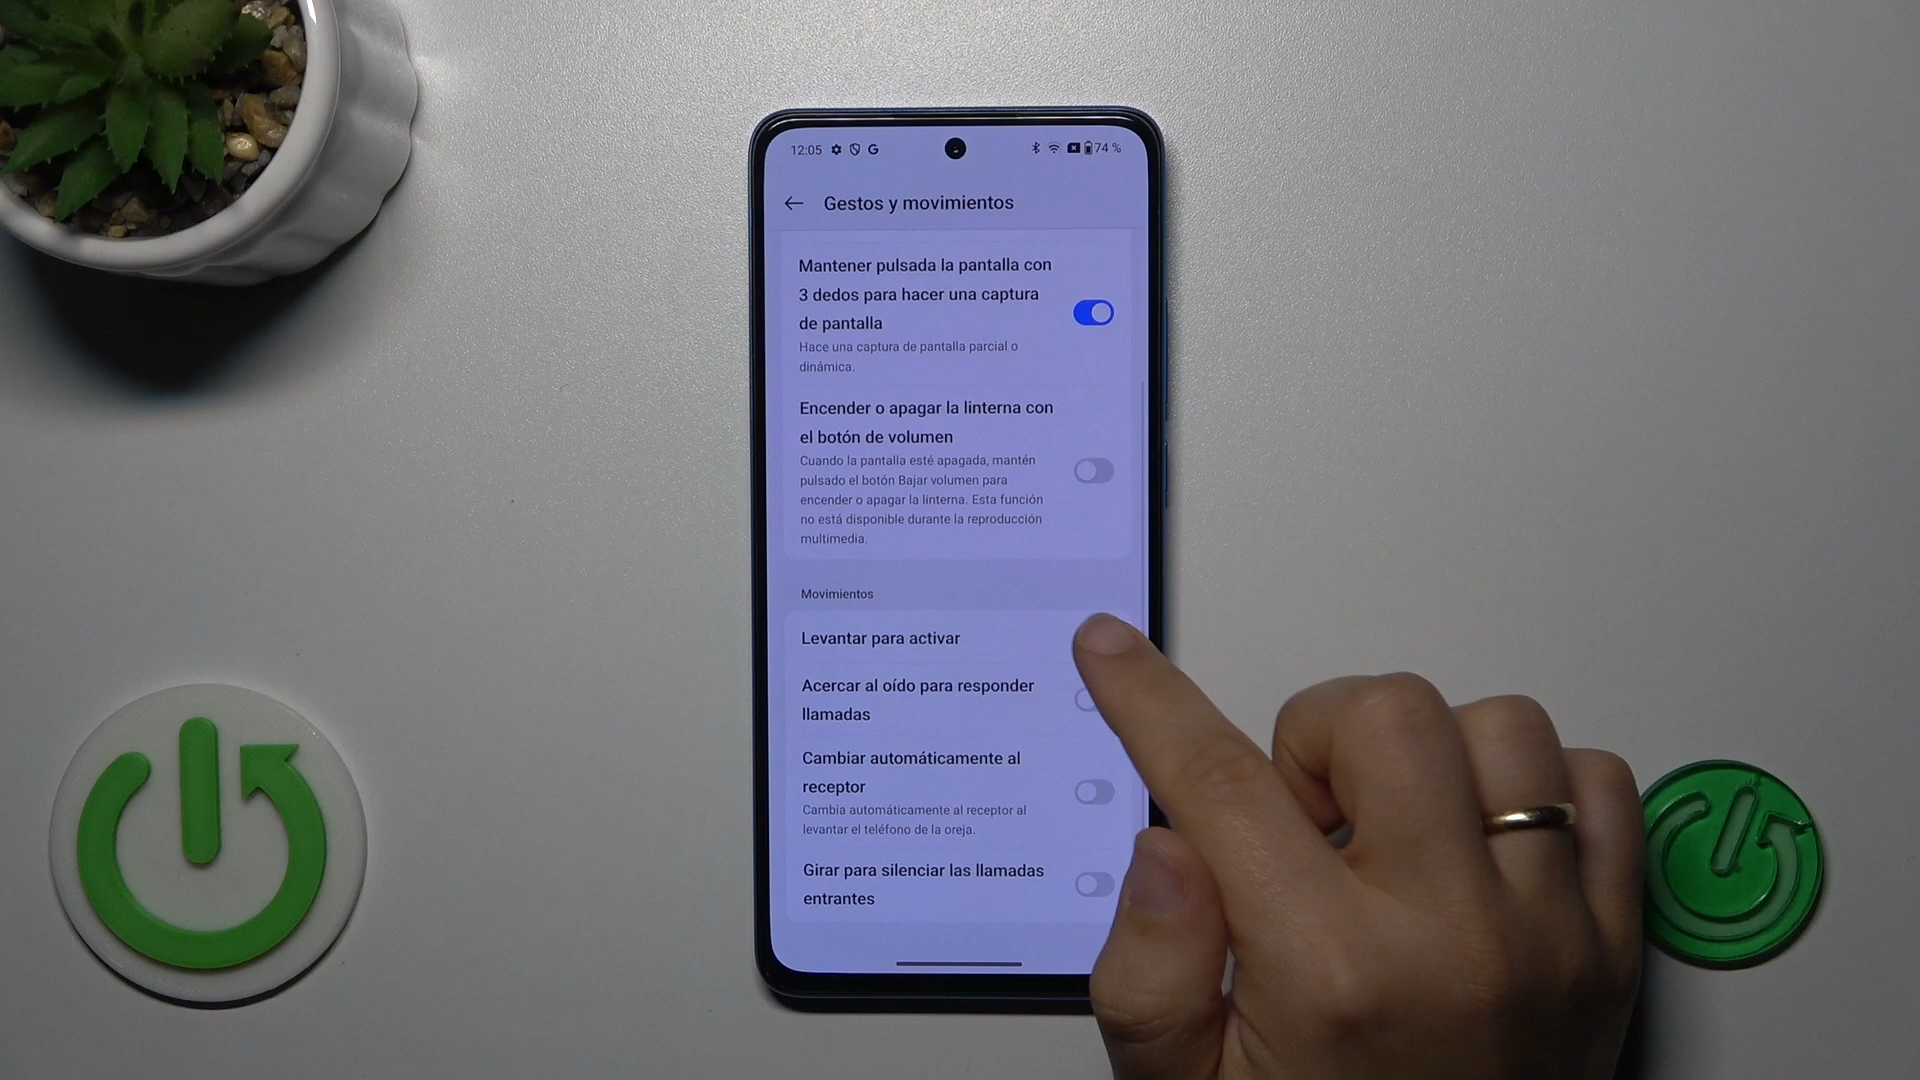 12:05 74 %
Gestos y movimientos
Mantener pulsada la pantalla con
3 dedos para hacer una captura
de pantalla
Hace una captura de pantalla parcial o
dinámica.
Encender o apagar la linterna con
el botón de volumen
Cuando la pantalla esté apagada, mantén
pulsado el botón Bajar volumen para
encender o apagar la linterna. Esta función
no está disponible durante la reproducción
multimedia.
Movimientos
Levantar para activar
Acercar al oído para responder
llamadas
Cambiar automáticamente al
receptor
Cambia automáticamente al receptor al
levantar el teléfono de la oreja.
Girar para silenciar las llamadas
entrantes